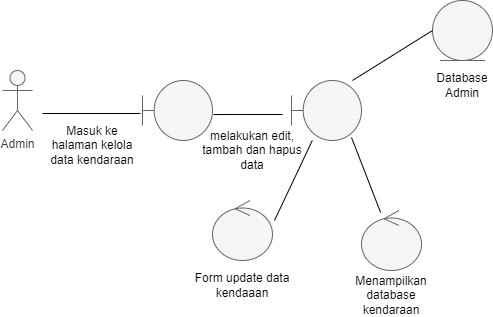 Database
Admin
Admin
Masuk ke
halaman kelola
data kendaraan
melakukan edit,
tambah dan hapus
data
Form update data
kendaaan
Menampilkan
database
kendaraan